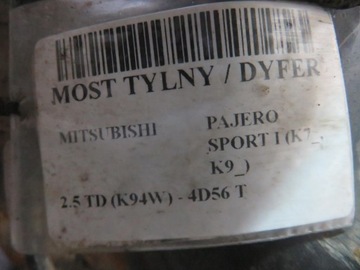 MOST TYLNY / DYFER
MITSUBISHI
PAJERO
SPORT I (K7_,
K9_)
2.5 TD (K94W) - 4D56 T